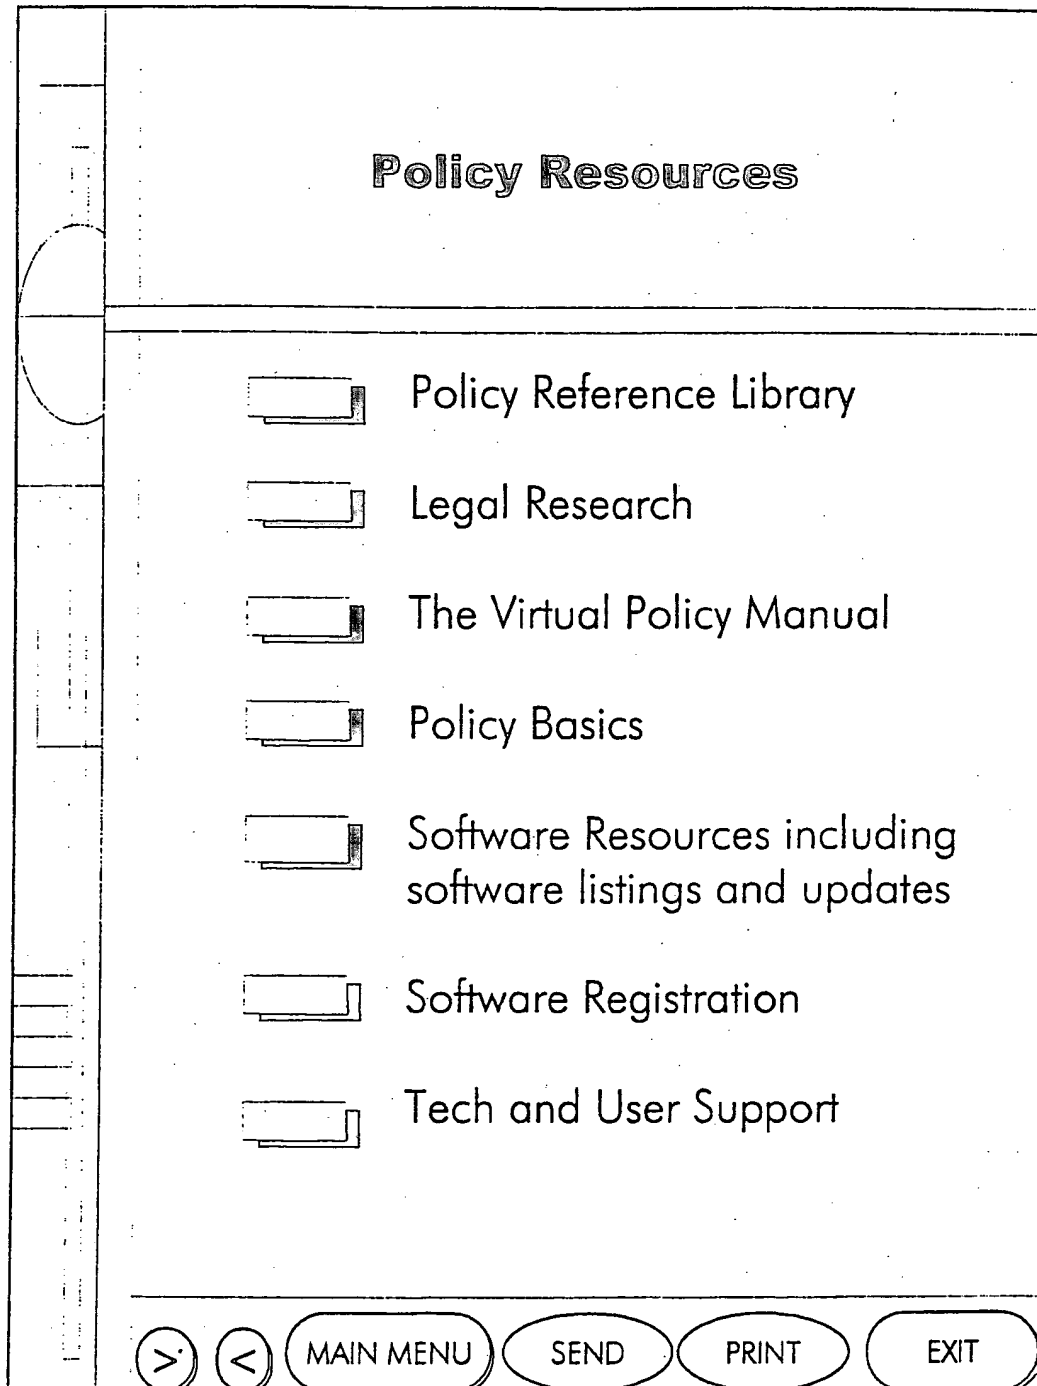 Policy Resources
Policy Reference Library
Legal Research
The Virtual Policy Manual
Policy Basics
Software Resources including
software listings and updates
Software Registration
Tech and User Support
> < MAIN MENU SEND PRINT EXIT